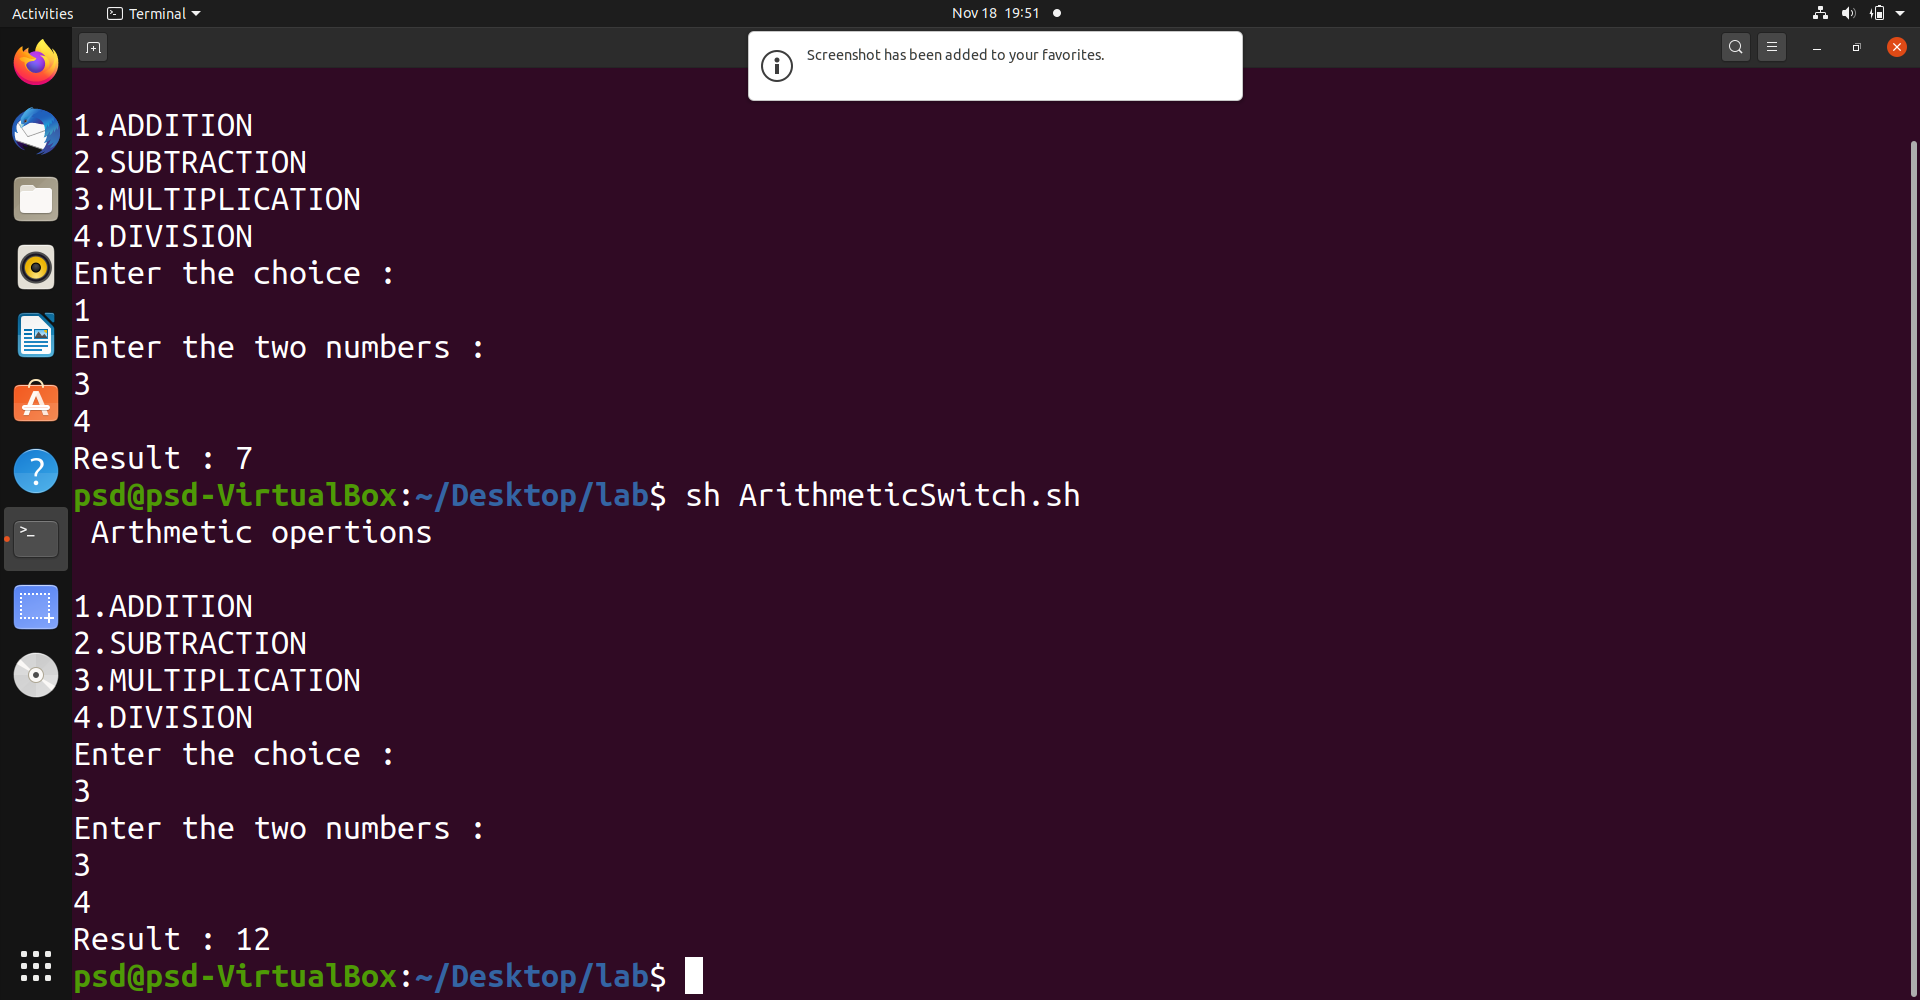 Activities
Terminal
Nov 18 19:51
Screenshot has been added to your favorites.
1.ADDITION
2.SUBTRACTION
3.MULTIPLICATION
4.DIVISION
Enter the choice :
1
Enter the two numbers :
3
4
Result : 7
psd@psd-VirtualBox:~/Desktop/lab$ sh ArithmeticSwitch.sh
Arthmetic opertions
1.ADDITION
2.SUBTRACTION
3.MULTIPLICATION
4.DIVISION
Enter the choice :
3
Enter the two numbers :
3
4
Result : 12
psd@psd-VirtualBox:~/Desktop/lab$